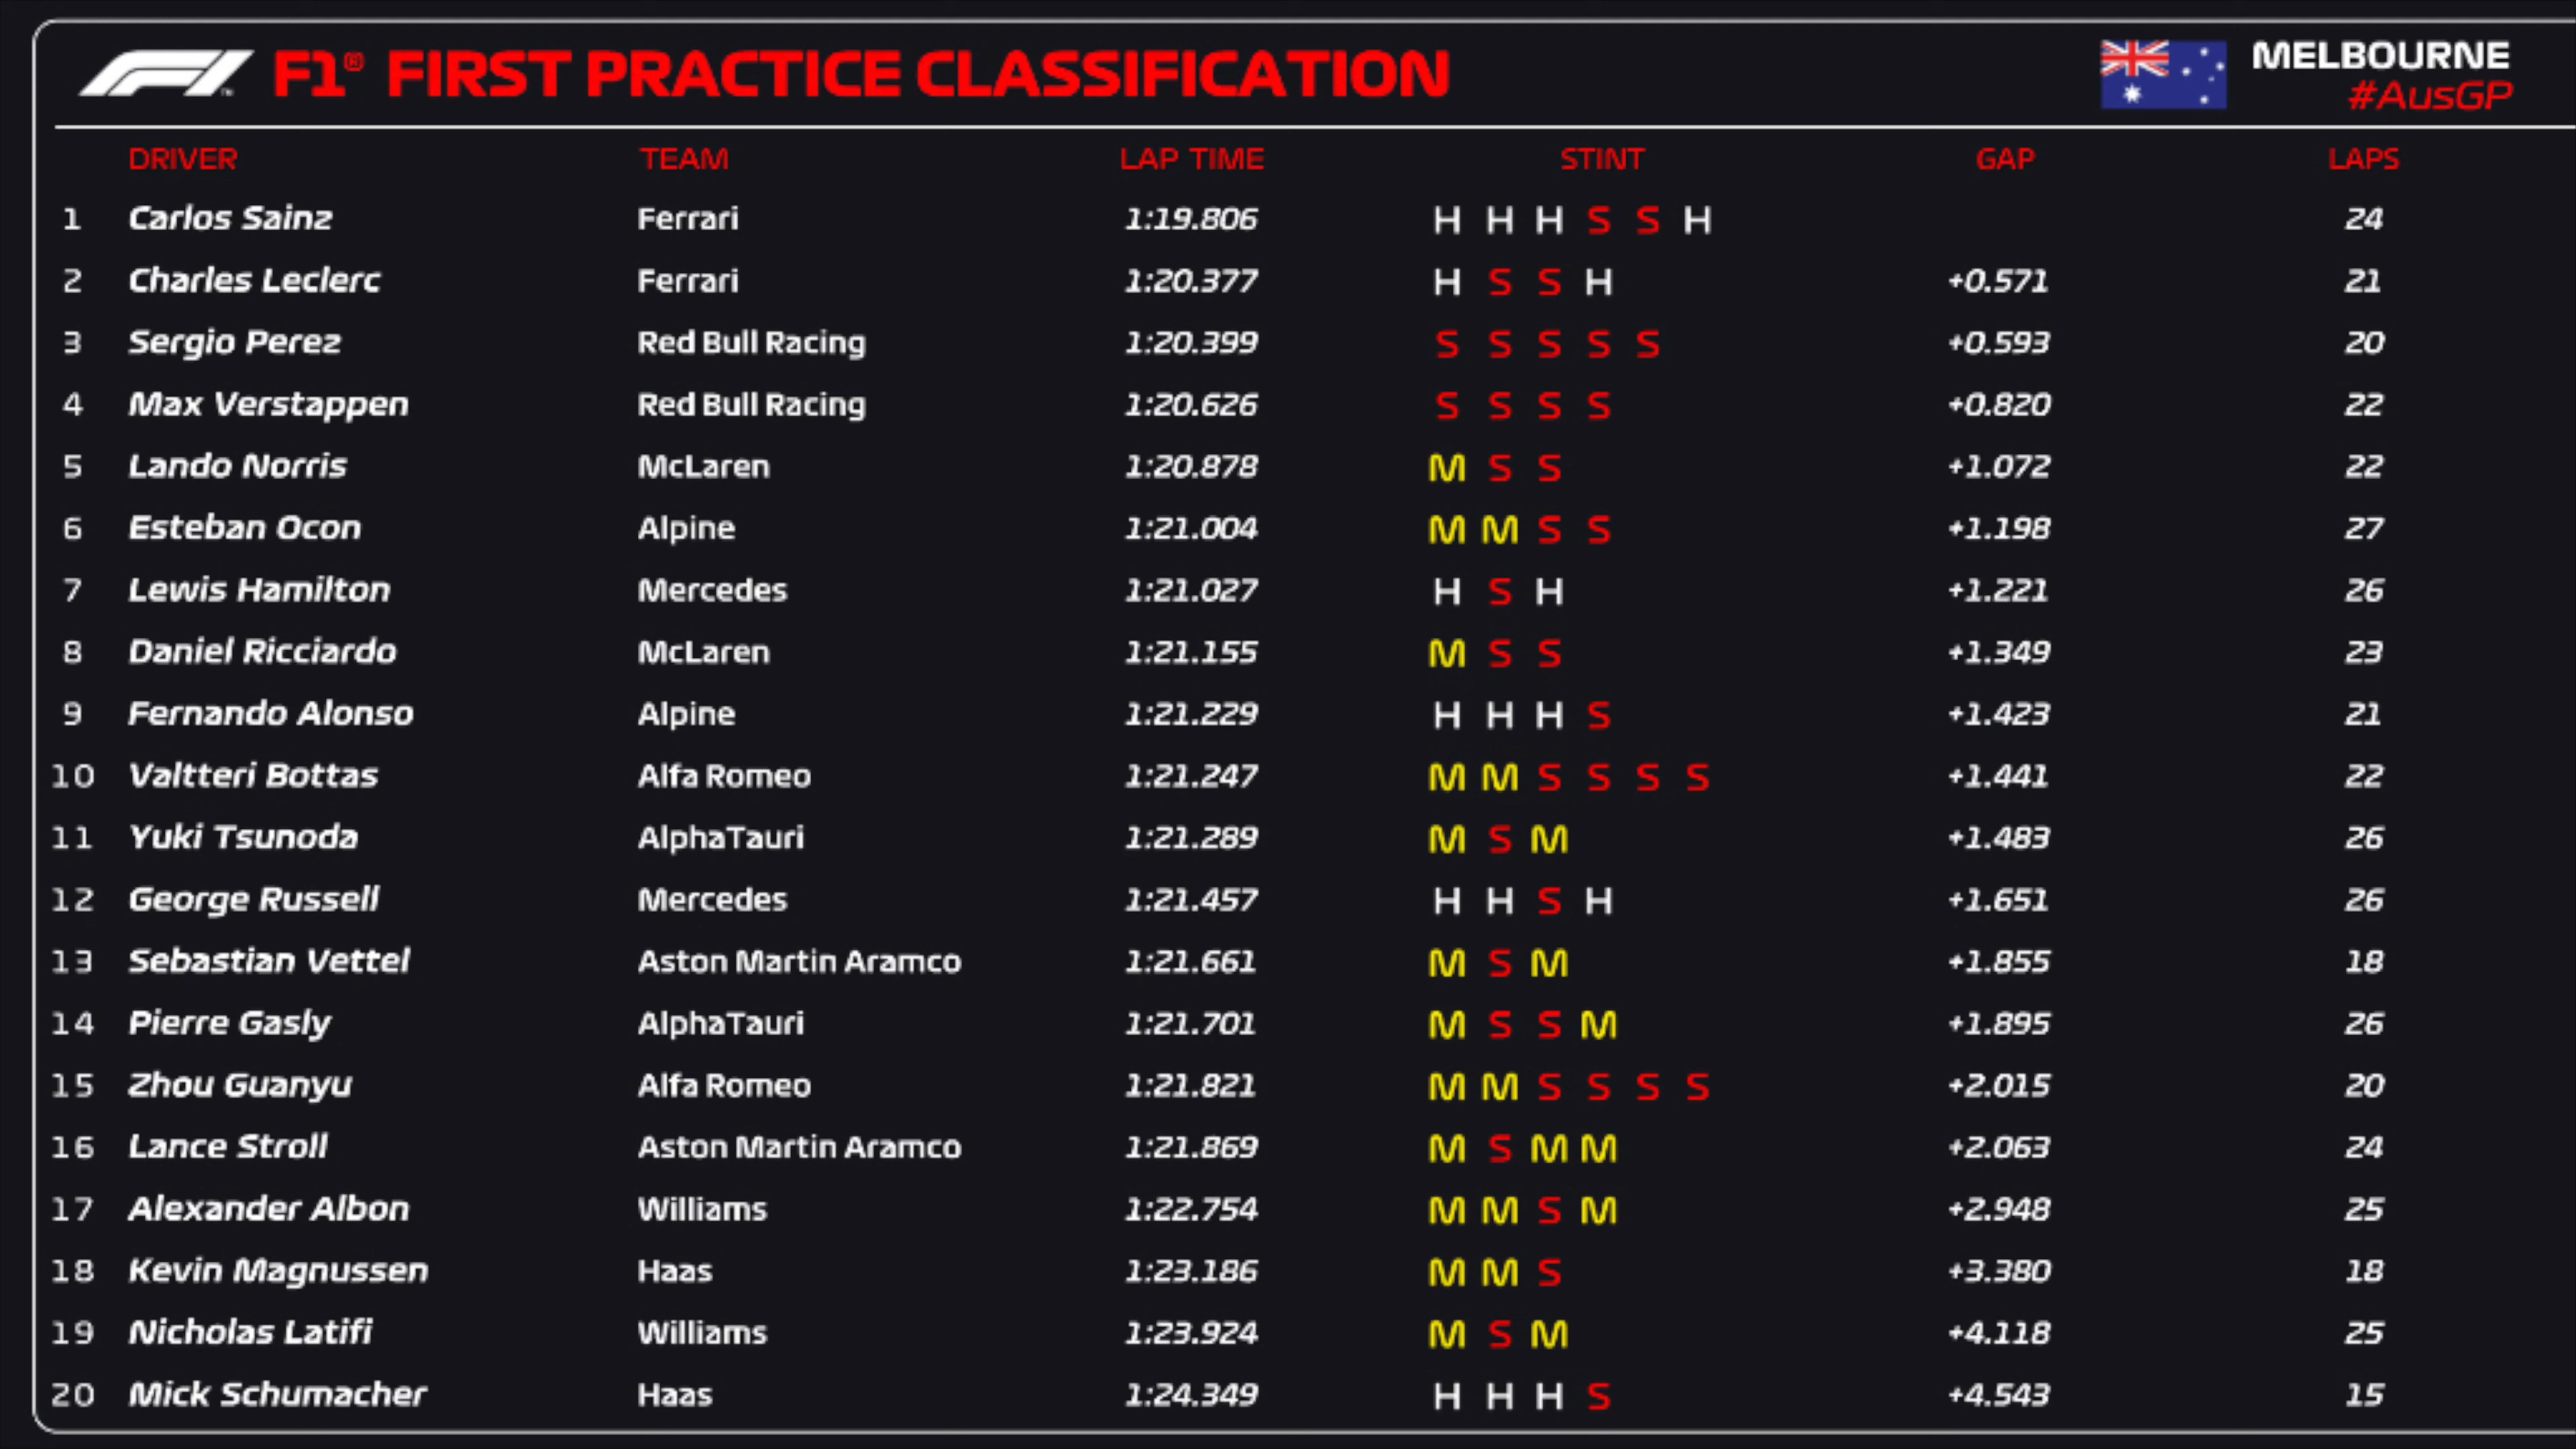 F1® FIRST PRACTICE CLASSIFICATION MELBOURNE
#AusGP
DRIVER TEAM LAP TIME STINT GAP LAPS
1 Carlos Sainz Ferrari 1:19.806 H H H S S H 24
2 Charles Leclerc Ferrari 1:20.377 H S S H +0.571 21
3 Sergio Perez Red Bull Racing 1:20.399 S S S S S +0.593 20
4 Max Verstappen Red Bull Racing 1:20.626 S S S S +0.820 22
5 Lando Norris McLaren 1:20.878 M S S +1.072 22
6 Esteban Ocon Alpine 1:21.004 M M S S +1.198 27
7 Lewis Hamilton Mercedes 1:21.027 H S H +1.221 26
8 Daniel Ricciardo McLaren 1:21.155 M S S +1.349 23
9 Fernando Alonso Alpine 1:21.229 H H H S +1.423 21
10 Valtteri Bottas Alfa Romeo 1:21.247 M M S S S S +1.441 22
11 Yuki Tsunoda AlphaTauri 1:21.289 M S M +1.483 26
12 George Russell Mercedes 1:21.457 H H S H +1.651 26
13 Sebastian Vettel Aston Martin Aramco 1:21.661 M S M +1.855 18
14 Pierre Gasly AlphaTauri 1:21.701 M S S M +1.895 26
15 Zhou Guanyu Alfa Romeo 1:21.821 M M S S S S +2.015 20
16 Lance Stroll Aston Martin Aramco 1:21.869 M S M M +2.063 24
17 Alexander Albon Williams 1:22.754 M M S M +2.948 25
18 Kevin Magnussen Haas 1:23.186 M M S +3.380 18
19 Nicholas Latifi Williams 1:23.924 M S M +4.118 25
20 Mick Schumacher Haas 1:24.349 H H H S +4.543 15